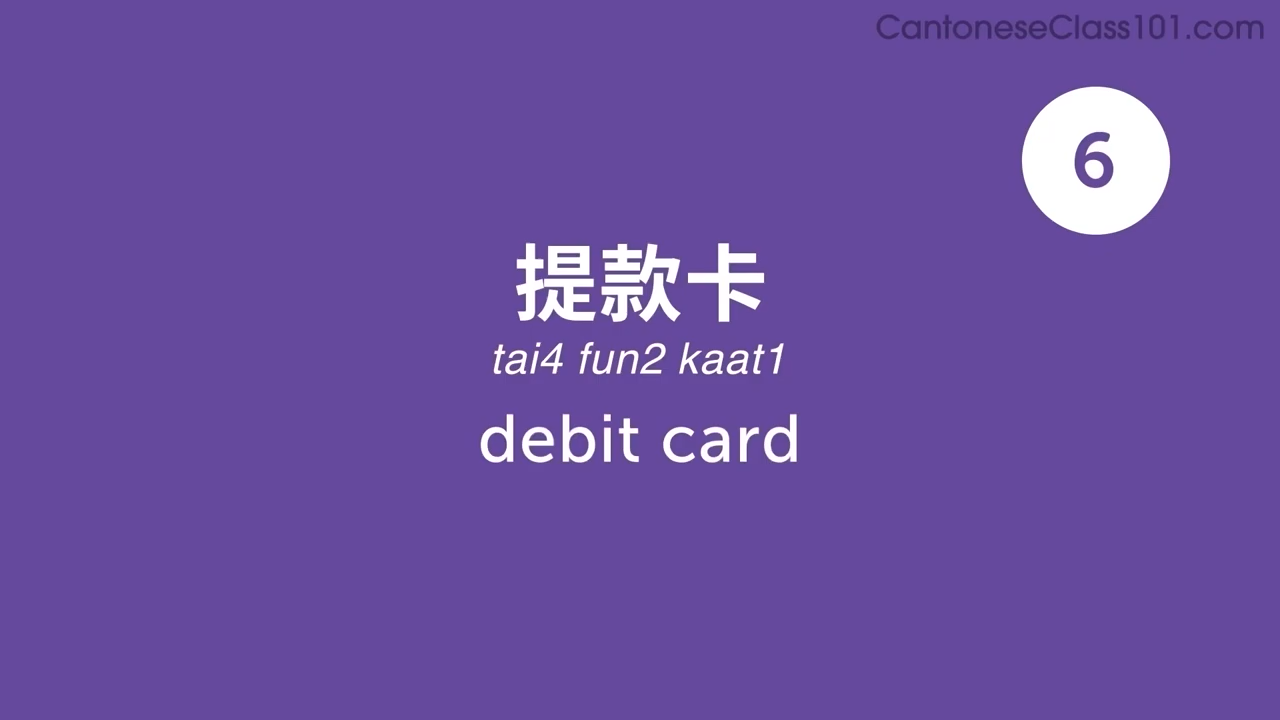 CantoneseClass101.com
6
提款卡
tai4 fun2 kaat1
debit card